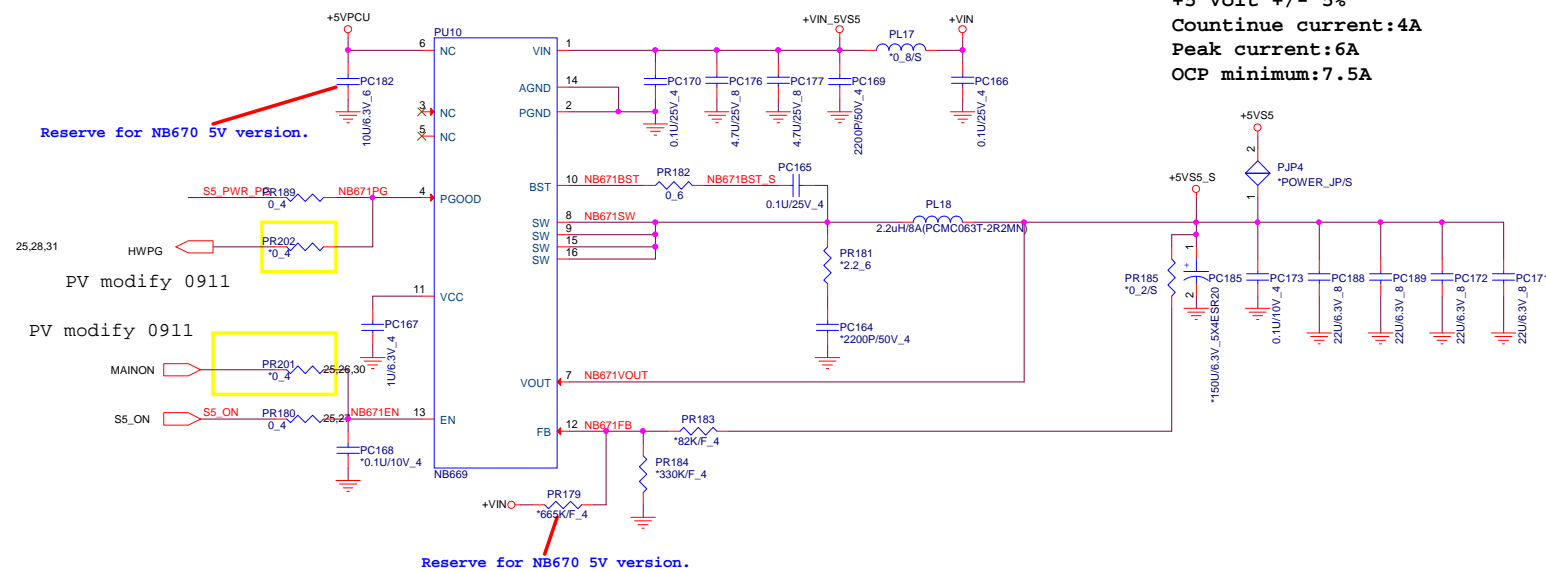 +5 Volt +/- 5%
Countinue current:4A
Peak current:6A
OCP minimum:7.5A
+5VPCU
PU10
6
NC
PC182
10U/6.3V_6
3
NC
5
NC
Reserve for NB670 5V version.
S5_PWR_PG
PR189
0_4
NB671PG
4
PGOOD
25,28,31
HWPG
PR202
*0_4
PV modify 0911
11
VCC
PC167
1U/6.3V_4
PV modify 0911
MAINON
PR201
*0_4
25,26,30
S5_ON
S5_ON
PR180
0_4
25,27
NB671EN
13
EN
PC168
*0.1U/10V_4
NB669
VIN
1
AGND
14
PGND
2
+VIN_5VS5
PL17
*0_8/S
+VIN
PC170
0.1U/25V_4
PC176
4.7U/25V_8
PC177
4.7U/25V_8
PC169
2200P/50V_4
PC166
0.1U/25V_4
BST
10
NB671BST
PR182
0_6
NB671BST_S
PC165
0.1U/25V_4
SW
8
NB671SW
SW
9
SW
15
SW
16
PL18
2.2uH/8A(PCMC063T-2R2MN)
PR181
*2.2_6
PC164
*2200P/50V_4
VOUT
7
NB671VOUT
FB
12
NB671FB
PR183
*82K/F_4
PR184
*330K/F_4
+VIN
PR179
*665K/F_4
Reserve for NB670 5V version.
+5VS5
2
PJP4
*POWER_JP/S
1
+5VS5_S
PR185
*0_2/S
1
+
2
PC185
*150U/6.3V_5X4ESR20
PC173
0.1U/10V_4
PC188
22U/6.3V_8
PC189
22U/6.3V_8
PC172
22U/6.3V_8
PC171
22U/6.3V_8